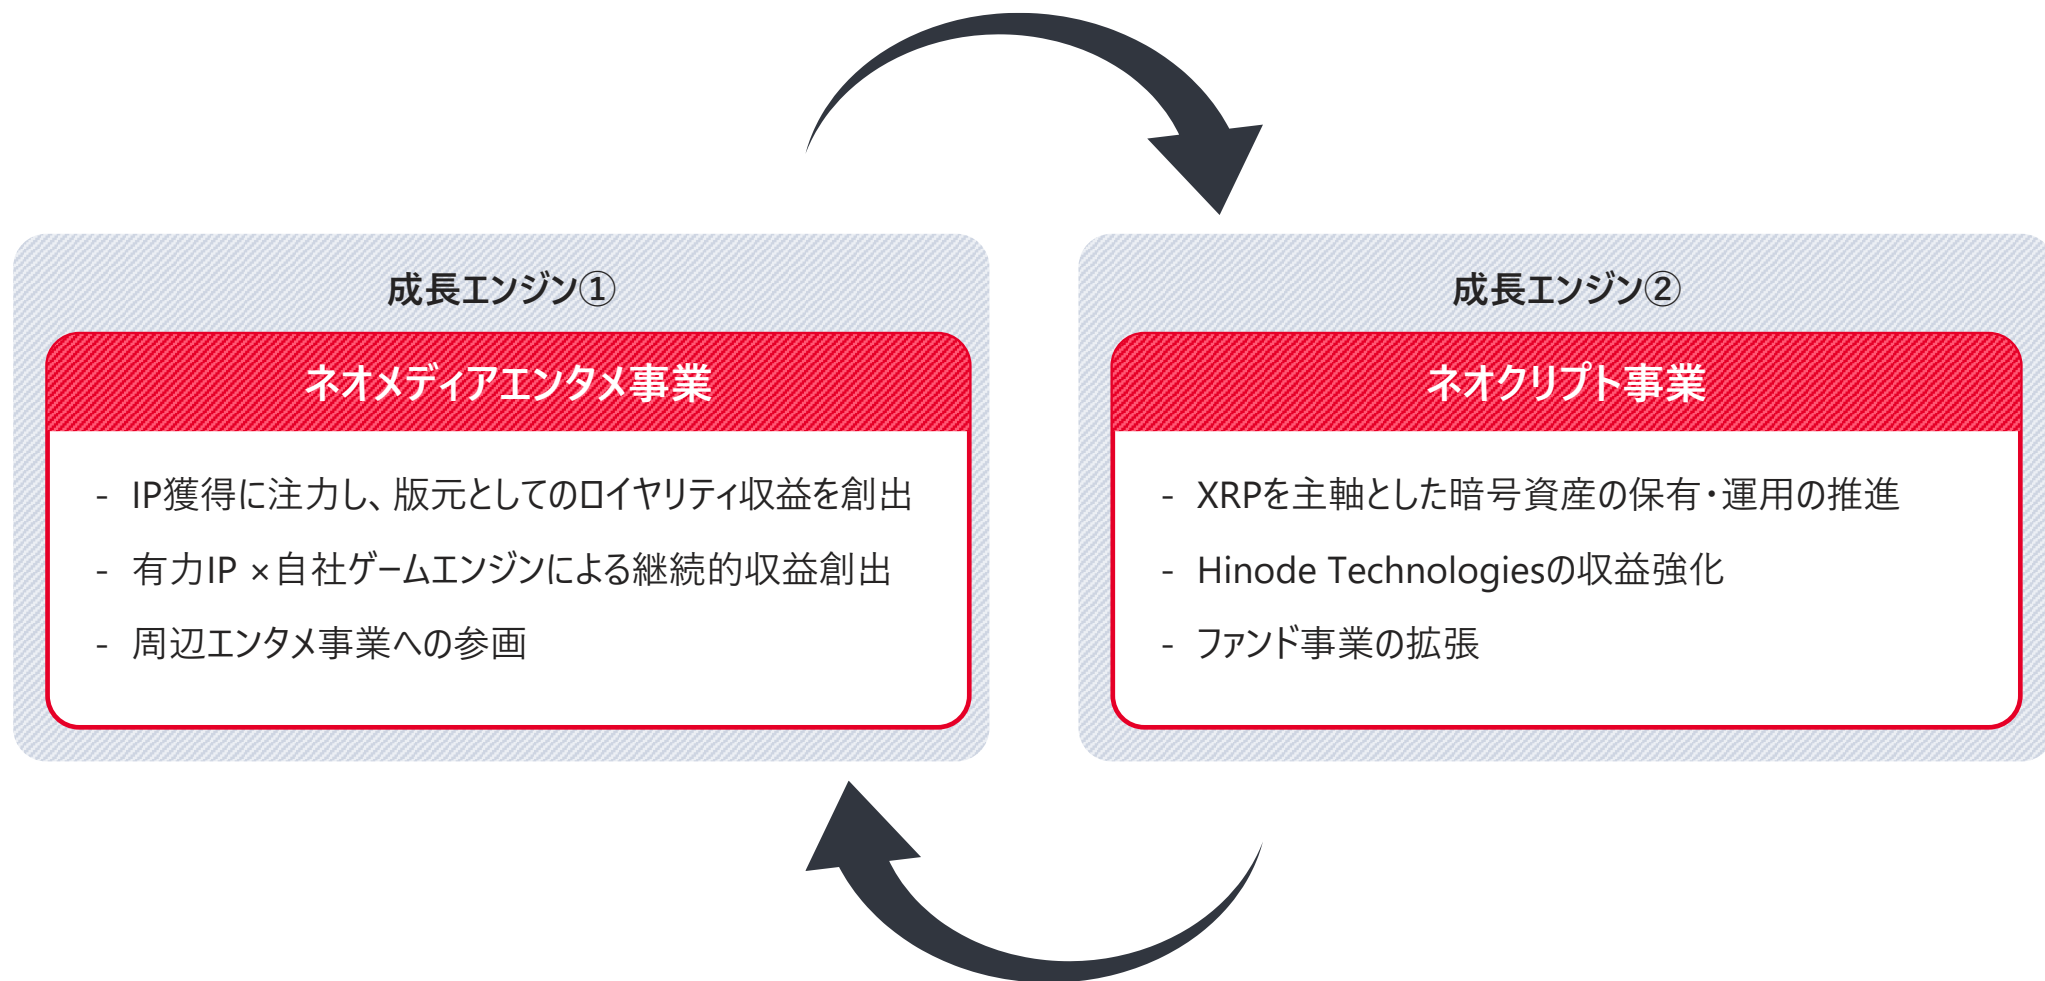 成長エンジン①
ネオメディアエンタメ事業
- IP獲得に注力し、版元としてのロイヤリティ収益を創出
- 有力IP ×自社ゲームエンジンによる継続的収益創出
- 周辺エンタメ事業への参画
成長エンジン②
ネオクリプト事業
- XRPを主軸とした暗号資産の保有・運用の推進
- Hinode Technologiesの収益強化
- ファンド事業の拡張